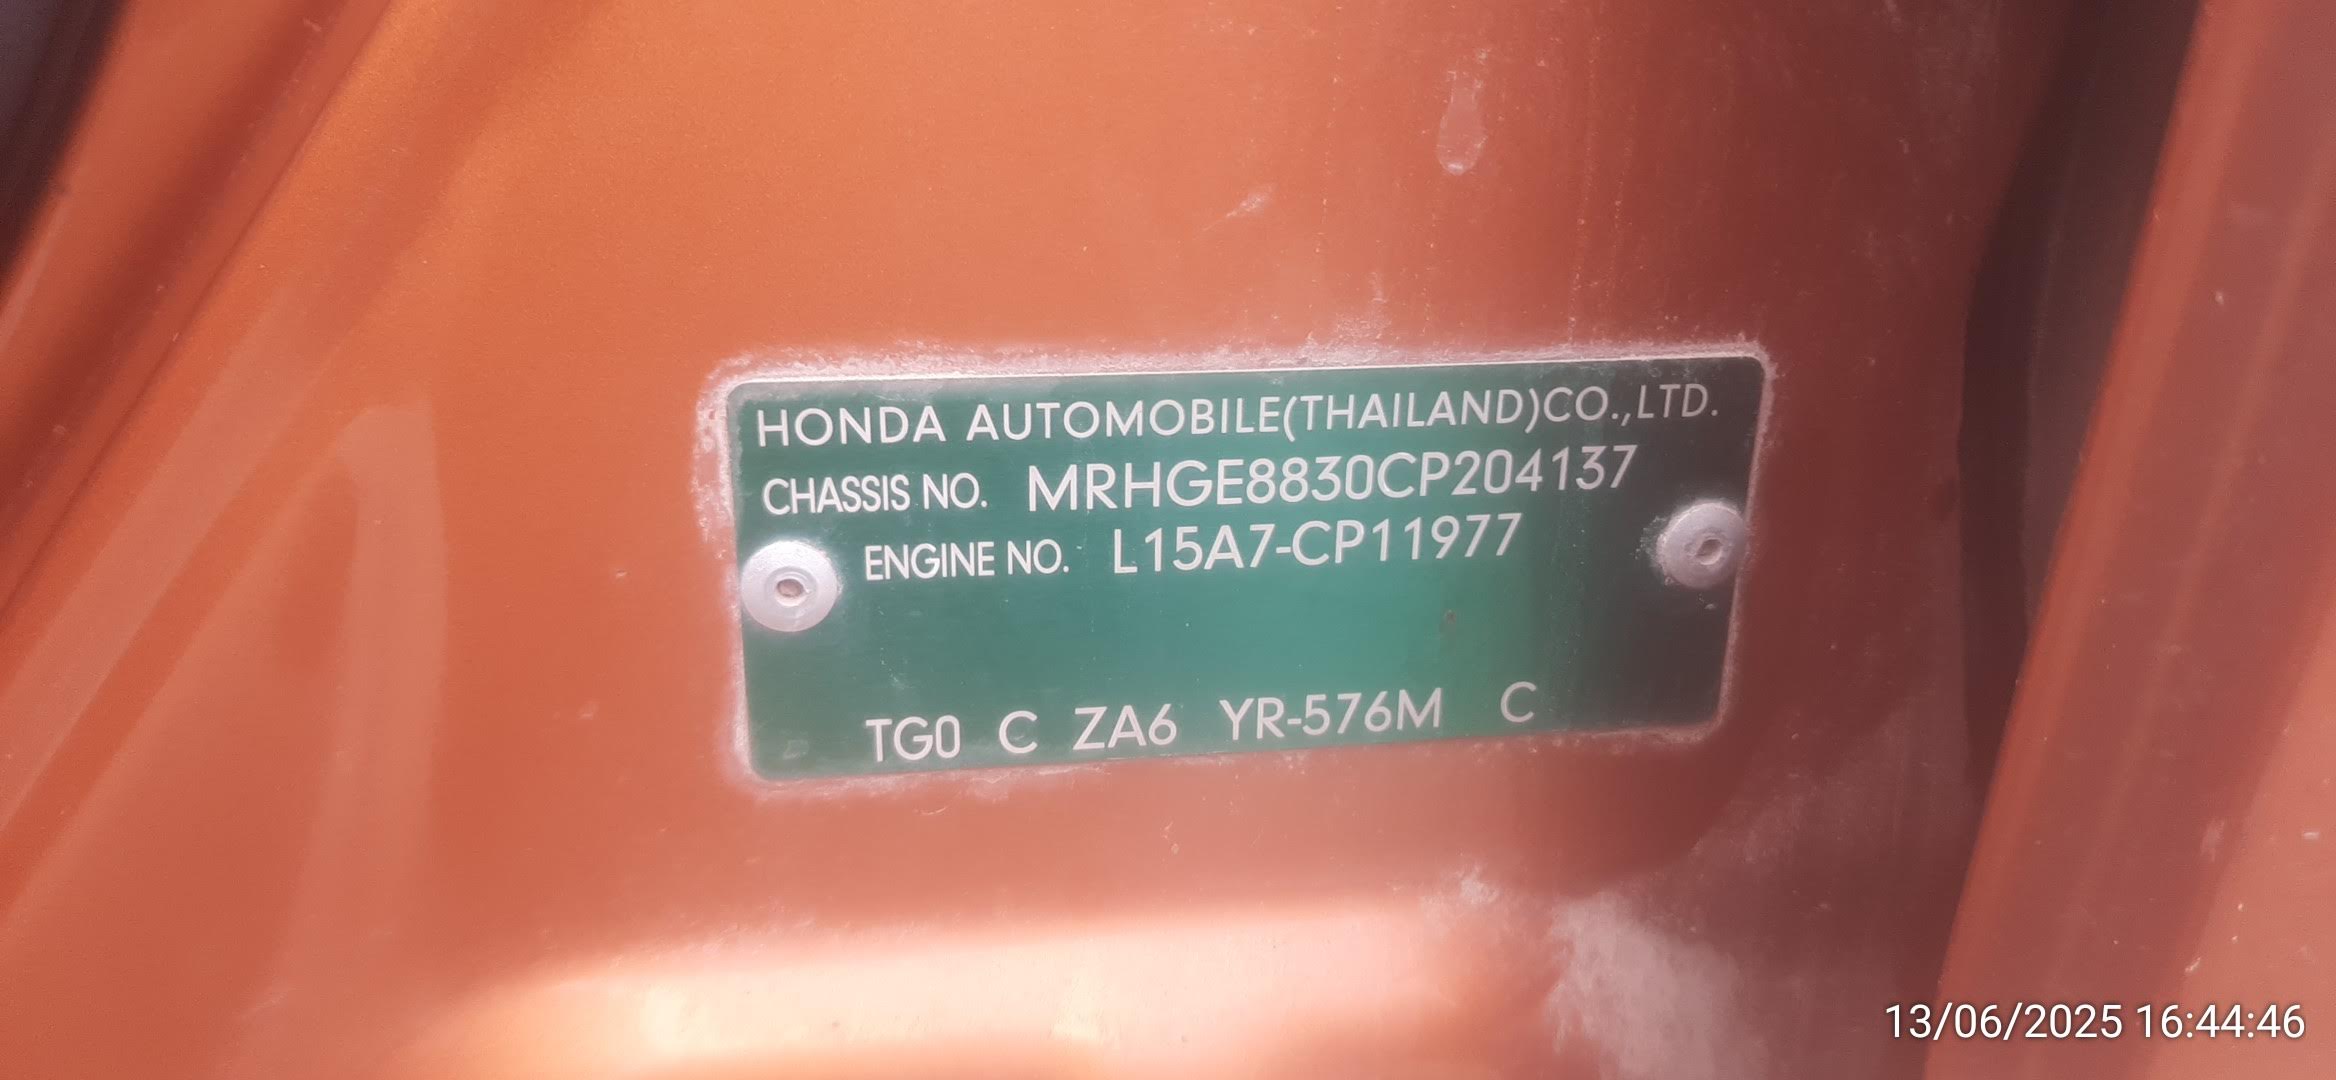 HONDA AUTOMOBILE(THAILAND)CO.,LTD.
CHASSIS NO. MRHGE8830CP204137
ENGINE NO. L15A7-CP11977
TG0 C ZA6 YR-576M C
13/06/2025 16:44:46